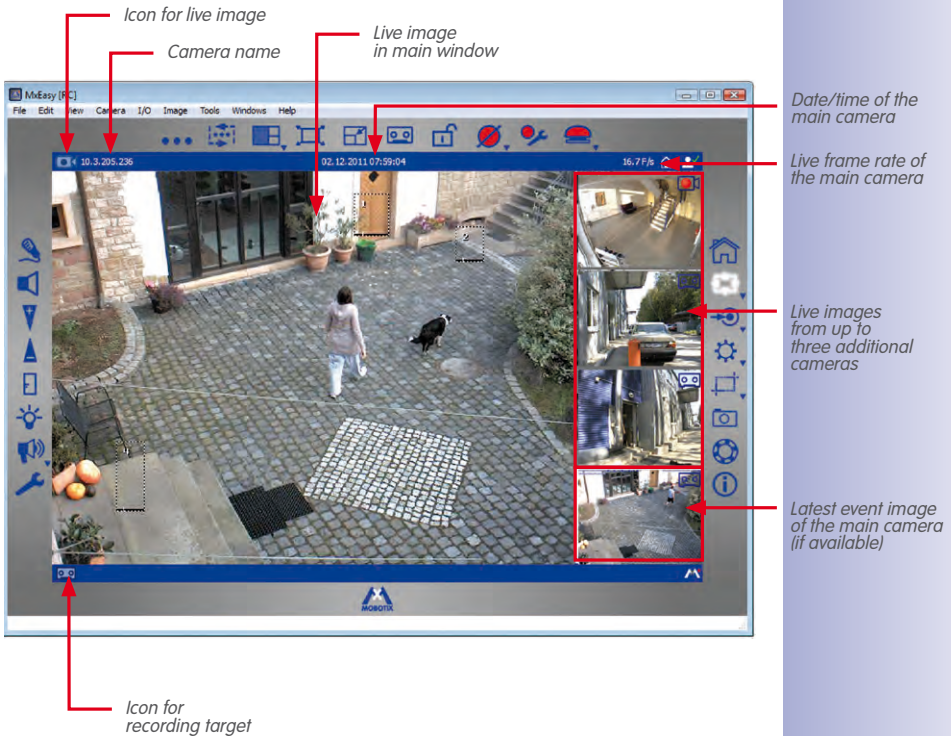 Icon for live image
Camera name
Live image
in main window
MxEasy [PC]
File Edit View Camera I/O Image Tools Windows Help
Date/time of the
main camera
10.3.205.236 02.12.2011 07:59:04 16.7 F/s
Live frame rate of
the main camera
1
2
Live images
from up to
three additional
cameras
Latest event image
of the main camera
(if available)
MOBOTIX
Icon for
recording target